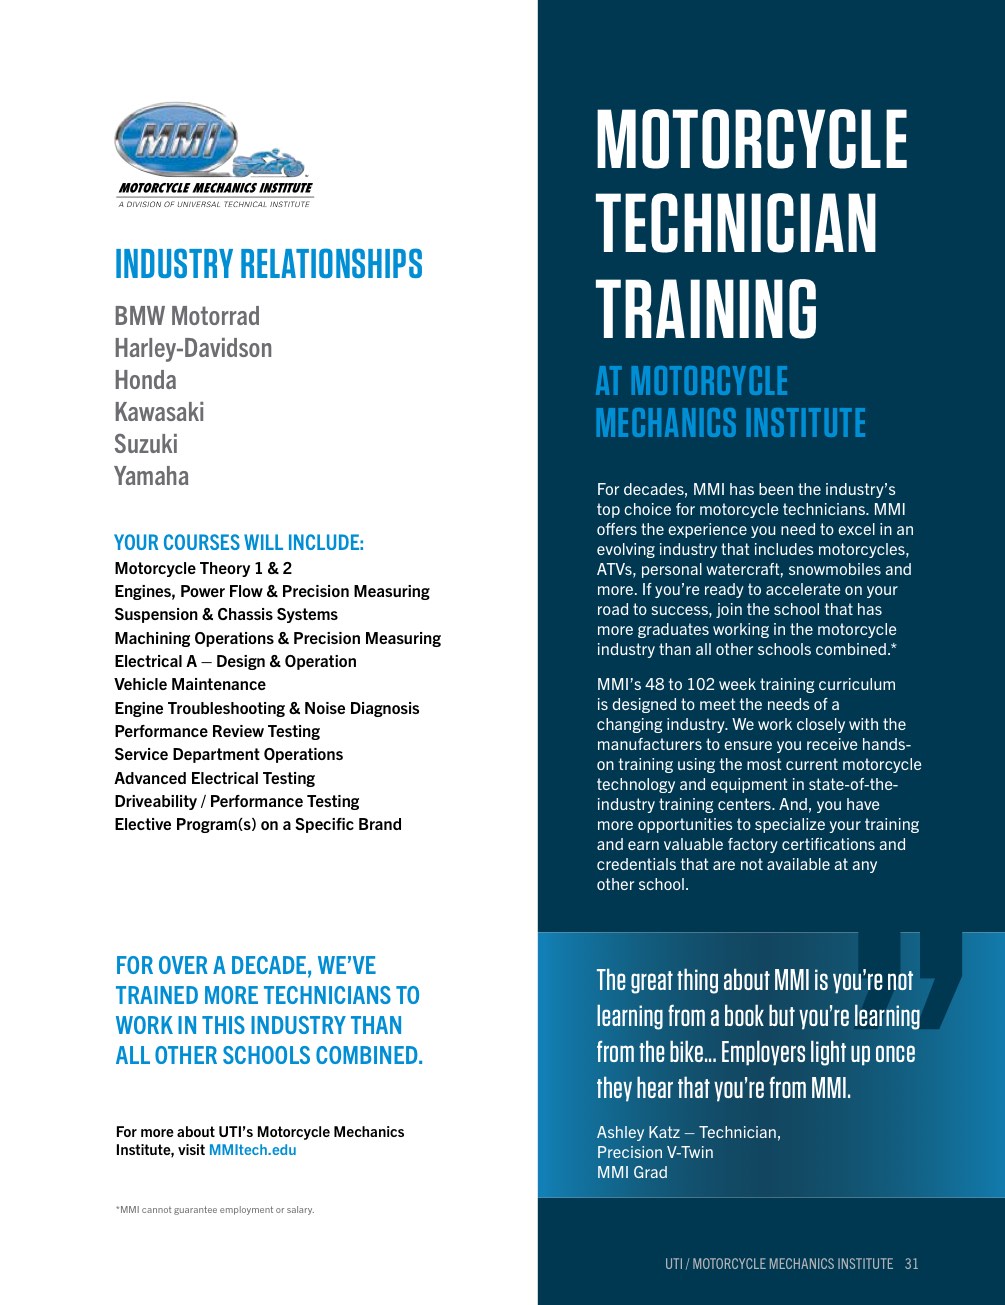 MMI
MOTORCYCLE MECHANICS INSTITUTE
A DIVISION OF UNIVERSAL TECHNICAL INSTITUTE
INDUSTRY RELATIONSHIPS
BMW Motorrad
Harley-Davidson
Honda
Kawasaki
Suzuki
Yamaha
YOUR COURSES WILL INCLUDE:
Motorcycle Theory 1 & 2
Engines, Power Flow & Precision Measuring
Suspension & Chassis Systems
Machining Operations & Precision Measuring
Electrical A – Design & Operation
Vehicle Maintenance
Engine Troubleshooting & Noise Diagnosis
Performance Review Testing
Service Department Operations
Advanced Electrical Testing
Driveability / Performance Testing
Elective Program(s) on a Specific Brand
FOR OVER A DECADE, WE’VE
TRAINED MORE TECHNICIANS TO
WORK IN THIS INDUSTRY THAN
ALL OTHER SCHOOLS COMBINED.
For more about UTI’s Motorcycle Mechanics
Institute, visit MMItech.edu
*MMI cannot guarantee employment or salary.
MOTORCYCLE
TECHNICIAN
TRAINING
AT MOTORCYCLE
MECHANICS INSTITUTE
For decades, MMI has been the industry’s
top choice for motorcycle technicians. MMI
offers the experience you need to excel in an
evolving industry that includes motorcycles,
ATVs, personal watercraft, snowmobiles and
more. If you’re ready to accelerate on your
road to success, join the school that has
more graduates working in the motorcycle
industry than all other schools combined.*
MMI’s 48 to 102 week training curriculum
is designed to meet the needs of a
changing industry. We work closely with the
manufacturers to ensure you receive hands-
on training using the most current motorcycle
technology and equipment in state-of-the-
industry training centers. And, you have
more opportunities to specialize your training
and earn valuable factory certifications and
credentials that are not available at any
other school.
”
The great thing about MMI is you’re not
learning from a book but you’re learning
from the bike... Employers light up once
they hear that you’re from MMI.
Ashley Katz – Technician,
Precision V-Twin
MMI Grad
UTI / MOTORCYCLE MECHANICS INSTITUTE 31